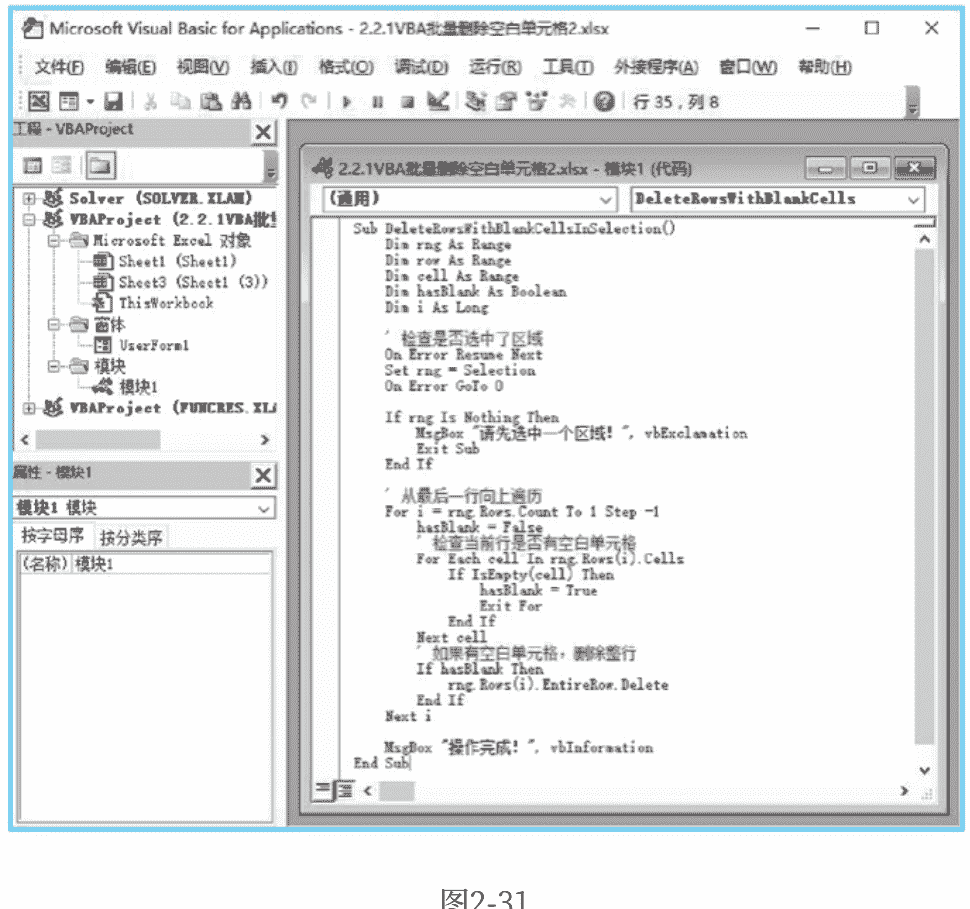 Microsoft Visual Basic for Applications - 2.2.1VBA批量删除空白单元格2.xlsx
文件(F) 编辑(E) 视图(V) 插入(I) 格式(O) 调试(D) 运行(R) 工具(T) 外接程序(A) 窗口(W) 帮助(H)
行 35 , 列 8
工程 - VBAProject
Solver (SOLVER.XLAM)
VBAProject (2.2.1VBA批量
Microsoft Excel 对象
Sheet1 (Sheet1)
Sheet3 (Sheet1 (3))
ThisWorkbook
窗体
UserForm1
模块
模块1
VBAProject (FUNCRES.XLA
属性 - 模块1
模块1 模块
按字母序 按分类序
(名称) 模块1
2.2.1VBA批量删除空白单元格2.xlsx - 模块1 (代码)
(通用) DeleteRowsWithBlankCells
Sub DeleteRowsWithBlankCellsInSelection()
Dim rng As Range
Dim row As Range
Dim cell As Range
Dim hasBlank As Boolean
Dim i As Long
' 检查是否选中了区域
On Error Resume Next
Set rng = Selection
On Error GoTo 0
If rng Is Nothing Then
MsgBox "请先选中一个区域！", vbExclamation
Exit Sub
End If
' 从最后一行向上遍历
For i = rng.Rows.Count To 1 Step -1
hasBlank = False
' 检查当前行是否有空白单元格
For Each cell In rng.Rows(i).Cells
If IsEmpty(cell) Then
hasBlank = True
Exit For
End If
Next cell
' 如果有空白单元格，删除整行
If hasBlank Then
rng.Rows(i).EntireRow.Delete
End If
Next i
MsgBox "操作完成！", vbInformation
End Sub
图2-31